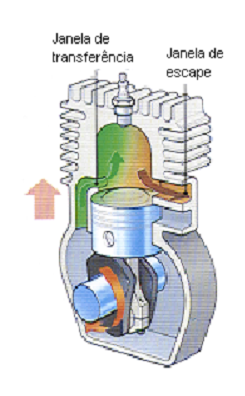 Janela de
transferência
Janela de
escape